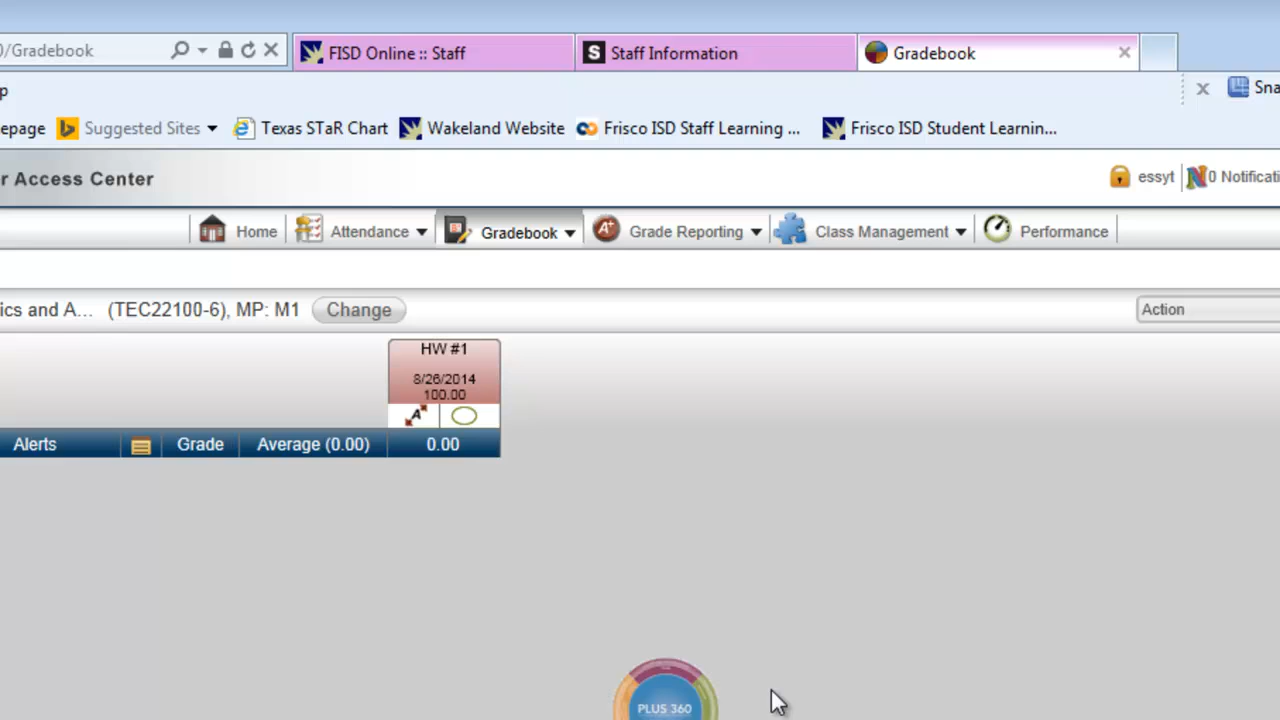 0/Gradebook
FISD Online :: Staff
Staff Information
Gradebook
p
Sna
epage
Suggested Sites
Texas STaR Chart
Wakeland Website
Frisco ISD Staff Learning ...
Frisco ISD Student Learnin...
r Access Center
essyt
0 Notificati
Home
Attendance
Gradebook
Grade Reporting
Class Management
Performance
ics and A... (TEC22100-6), MP: M1
Change
Action
HW #1
8/26/2014
100.00
A
Alerts
Grade
Average (0.00)
0.00
PLUS 360